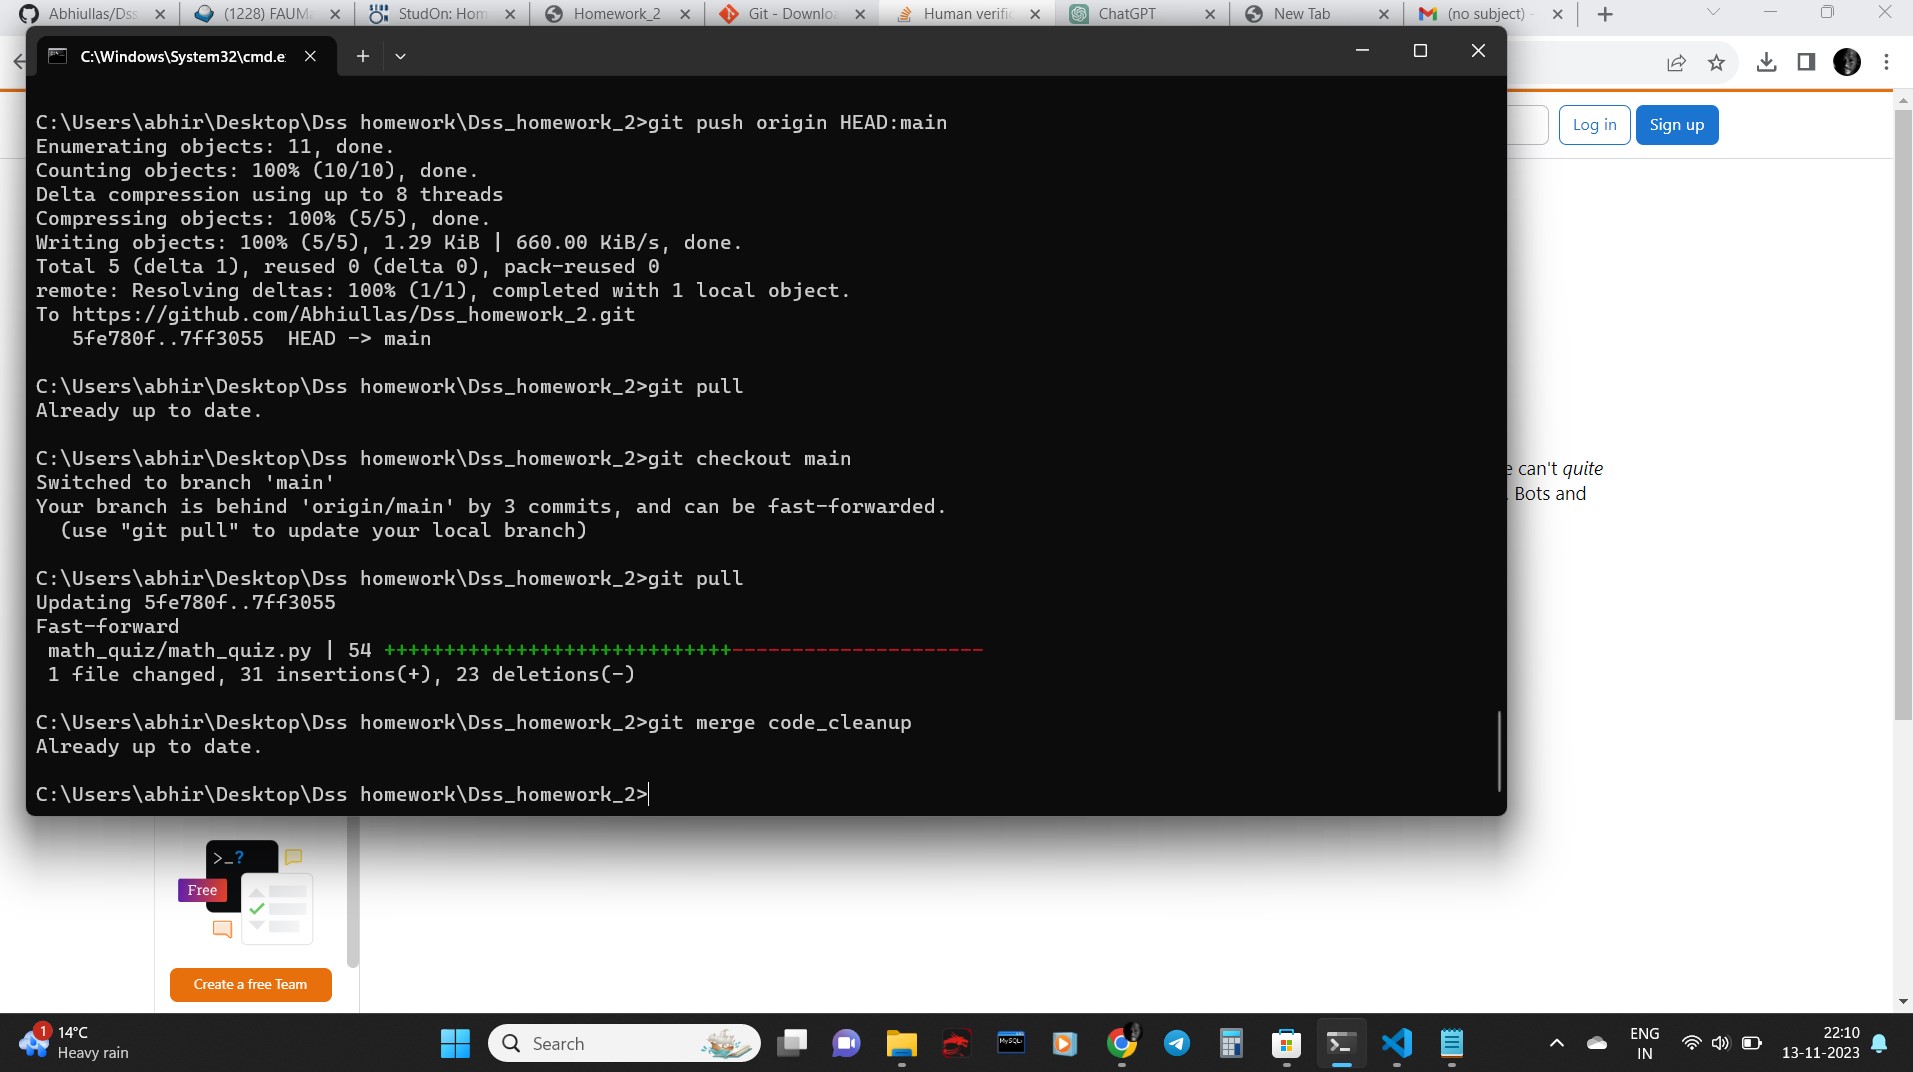 Abhiullas/Dss
(1228) FAUMa
StudOn: Hom
Homework_2
Git - Downloa
Human verific
ChatGPT
New Tab
(no subject) -
C:\Windows\System32\cmd.e
Log in
Sign up
C:\Users\abhir\Desktop\Dss homework\Dss_homework_2>git push origin HEAD:main
Enumerating objects: 11, done.
Counting objects: 100% (10/10), done.
Delta compression using up to 8 threads
Compressing objects: 100% (5/5), done.
Writing objects: 100% (5/5), 1.29 KiB | 660.00 KiB/s, done.
Total 5 (delta 1), reused 0 (delta 0), pack-reused 0
remote: Resolving deltas: 100% (1/1), completed with 1 local object.
To https://github.com/Abhiullas/Dss_homework_2.git
5fe780f..7ff3055 HEAD -> main
C:\Users\abhir\Desktop\Dss homework\Dss_homework_2>git pull
Already up to date.
C:\Users\abhir\Desktop\Dss homework\Dss_homework_2>git checkout main
Switched to branch 'main'
Your branch is behind 'origin/main' by 3 commits, and can be fast-forwarded.
(use "git pull" to update your local branch)
C:\Users\abhir\Desktop\Dss homework\Dss_homework_2>git pull
Updating 5fe780f..7ff3055
Fast-forward
math_quiz/math_quiz.py | 54 +++++++++++++++++++++++++++++---------------------
1 file changed, 31 insertions(+), 23 deletions(-)
C:\Users\abhir\Desktop\Dss homework\Dss_homework_2>git merge code_cleanup
Already up to date.
C:\Users\abhir\Desktop\Dss homework\Dss_homework_2>
e can't quite
. Bots and
>_?
Free
Create a free Team
1
14°C
Heavy rain
Search
MySQL
ENG
IN
22:10
13-11-2023